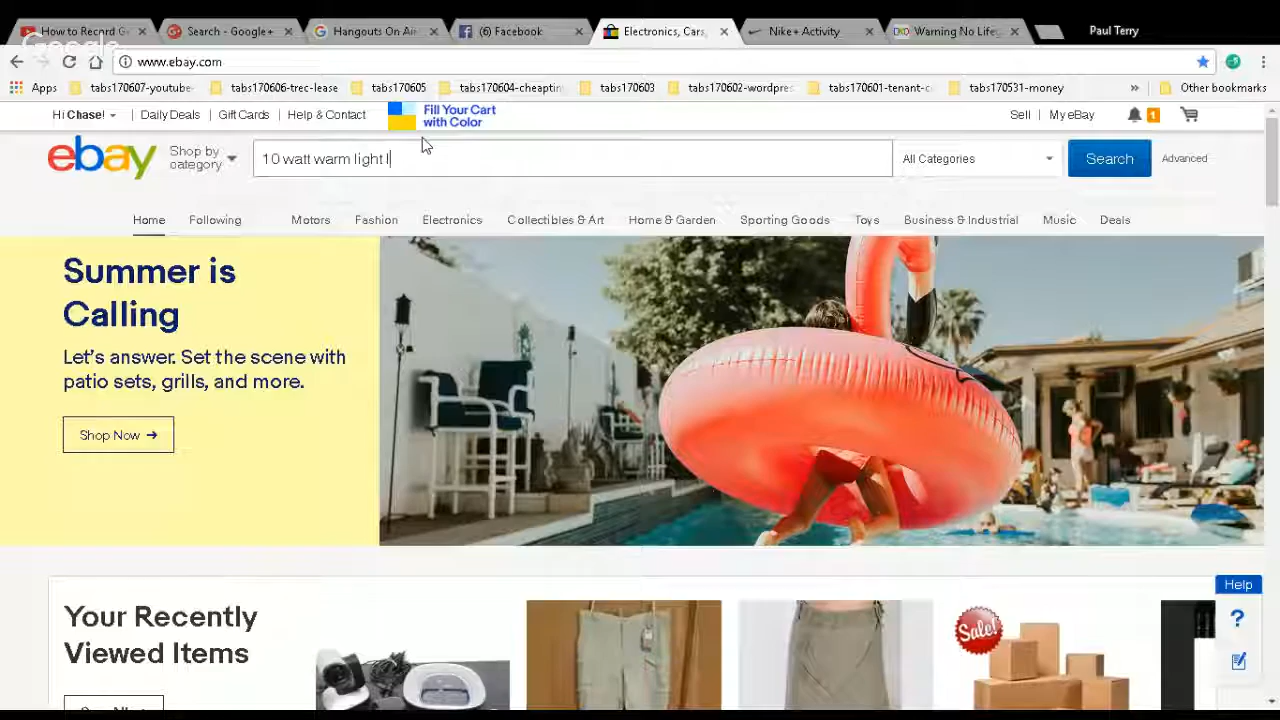 How to Record G
Search - Google+
Hangouts On Air
(6) Facebook
Electronics, Cars,
Nike+ Activity
Warning No Life
Paul Terry
Google
www.ebay.com
Apps
tabs170607-youtube
tabs170606-trec-lease
tabs170605
tabs170604-cheaptin
tabs170603
tabs170602-wordpres
tabs170601-tenant-c
tabs170531-money
»
Other bookmarks
Hi Chase!
Daily Deals
Gift Cards
Help & Contact
Fill Your Cart
with Color
Sell
My eBay
1
ebay
Shop by
category
10 watt warm light l
All Categories
Search
Advanced
Home
Following
Motors
Fashion
Electronics
Collectibles & Art
Home & Garden
Sporting Goods
Toys
Business & Industrial
Music
Deals
Summer is
Calling
Let's answer. Set the scene with
patio sets, grills, and more.
Shop Now →
Help
?
Your Recently
Viewed Items
Sale!